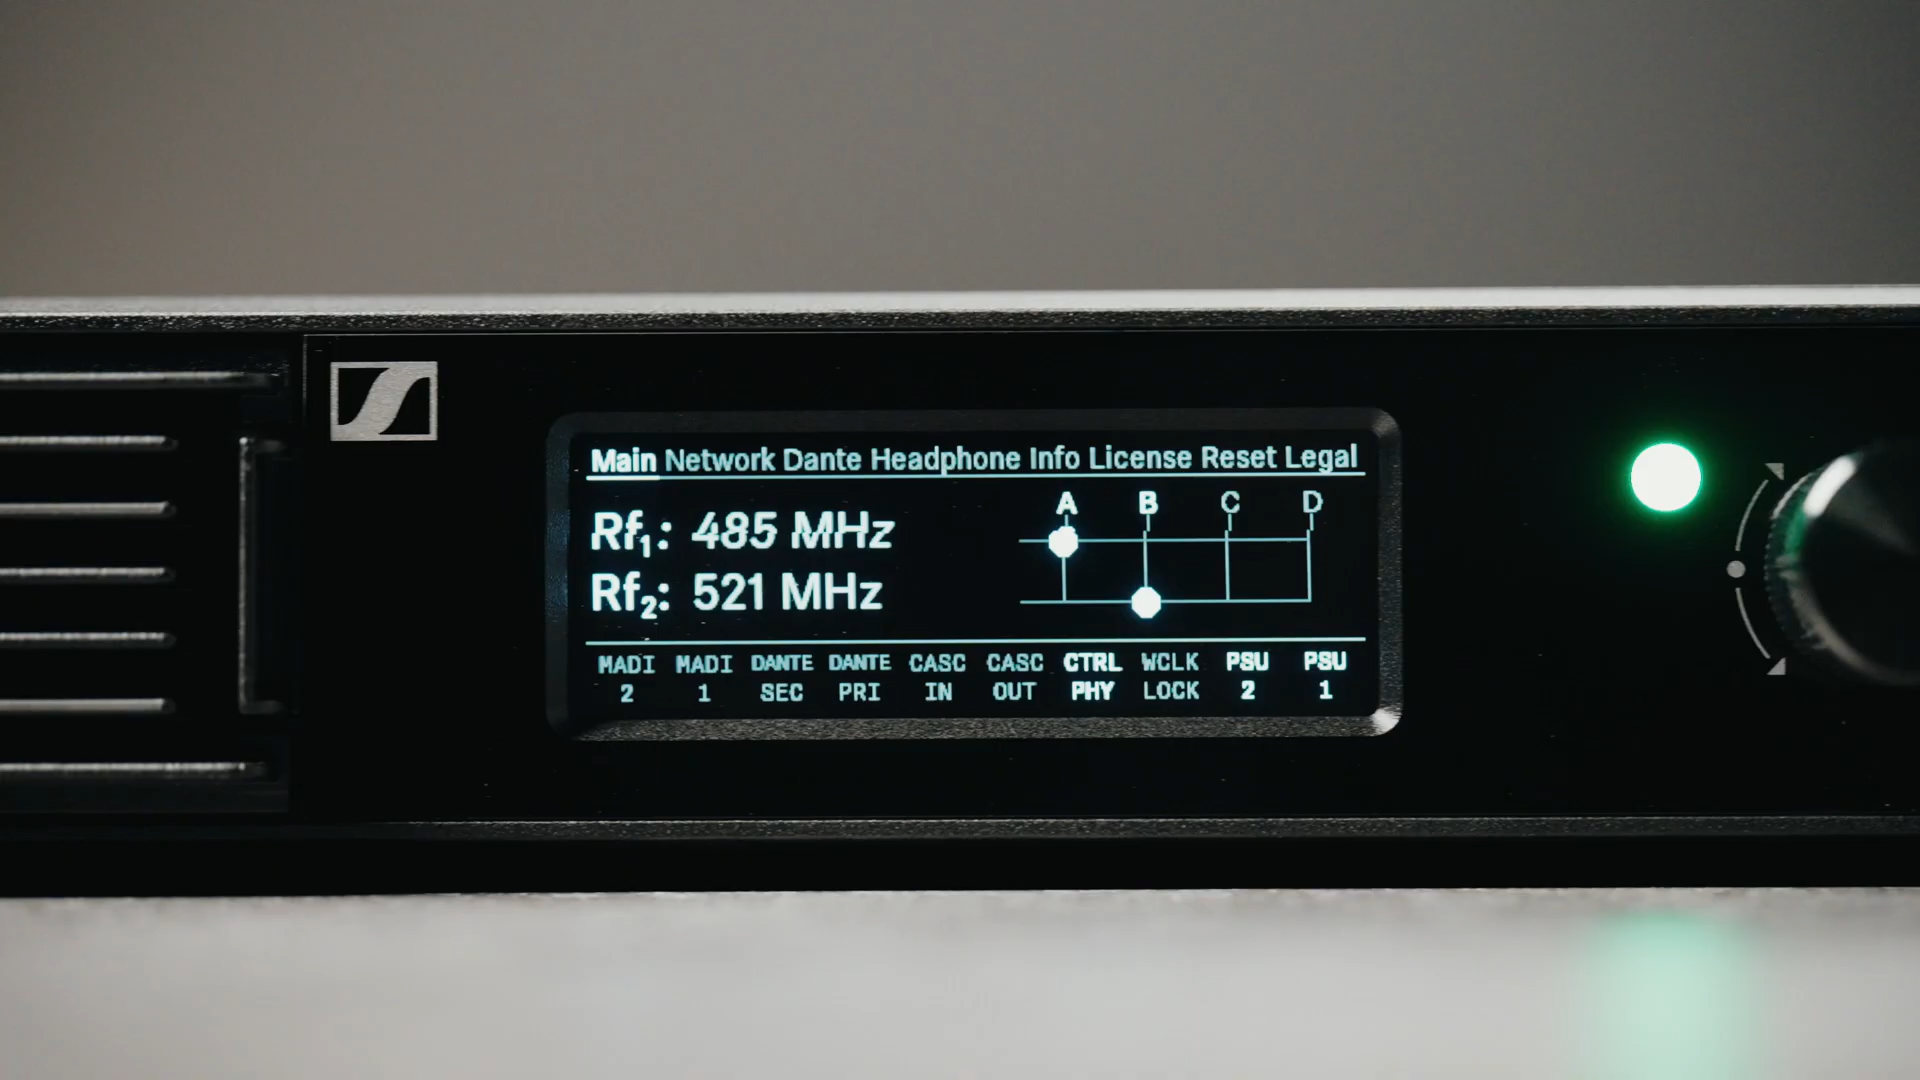 Main Network Dante Headphone Info License Reset Legal
A B C D
Rf1: 485 MHz
Rf2: 521 MHz
MADI MADI DANTE DANTE CASC CASC CTRL WCLK PSU PSU
2 1 SEC PRI IN OUT PHY LOCK 2 1